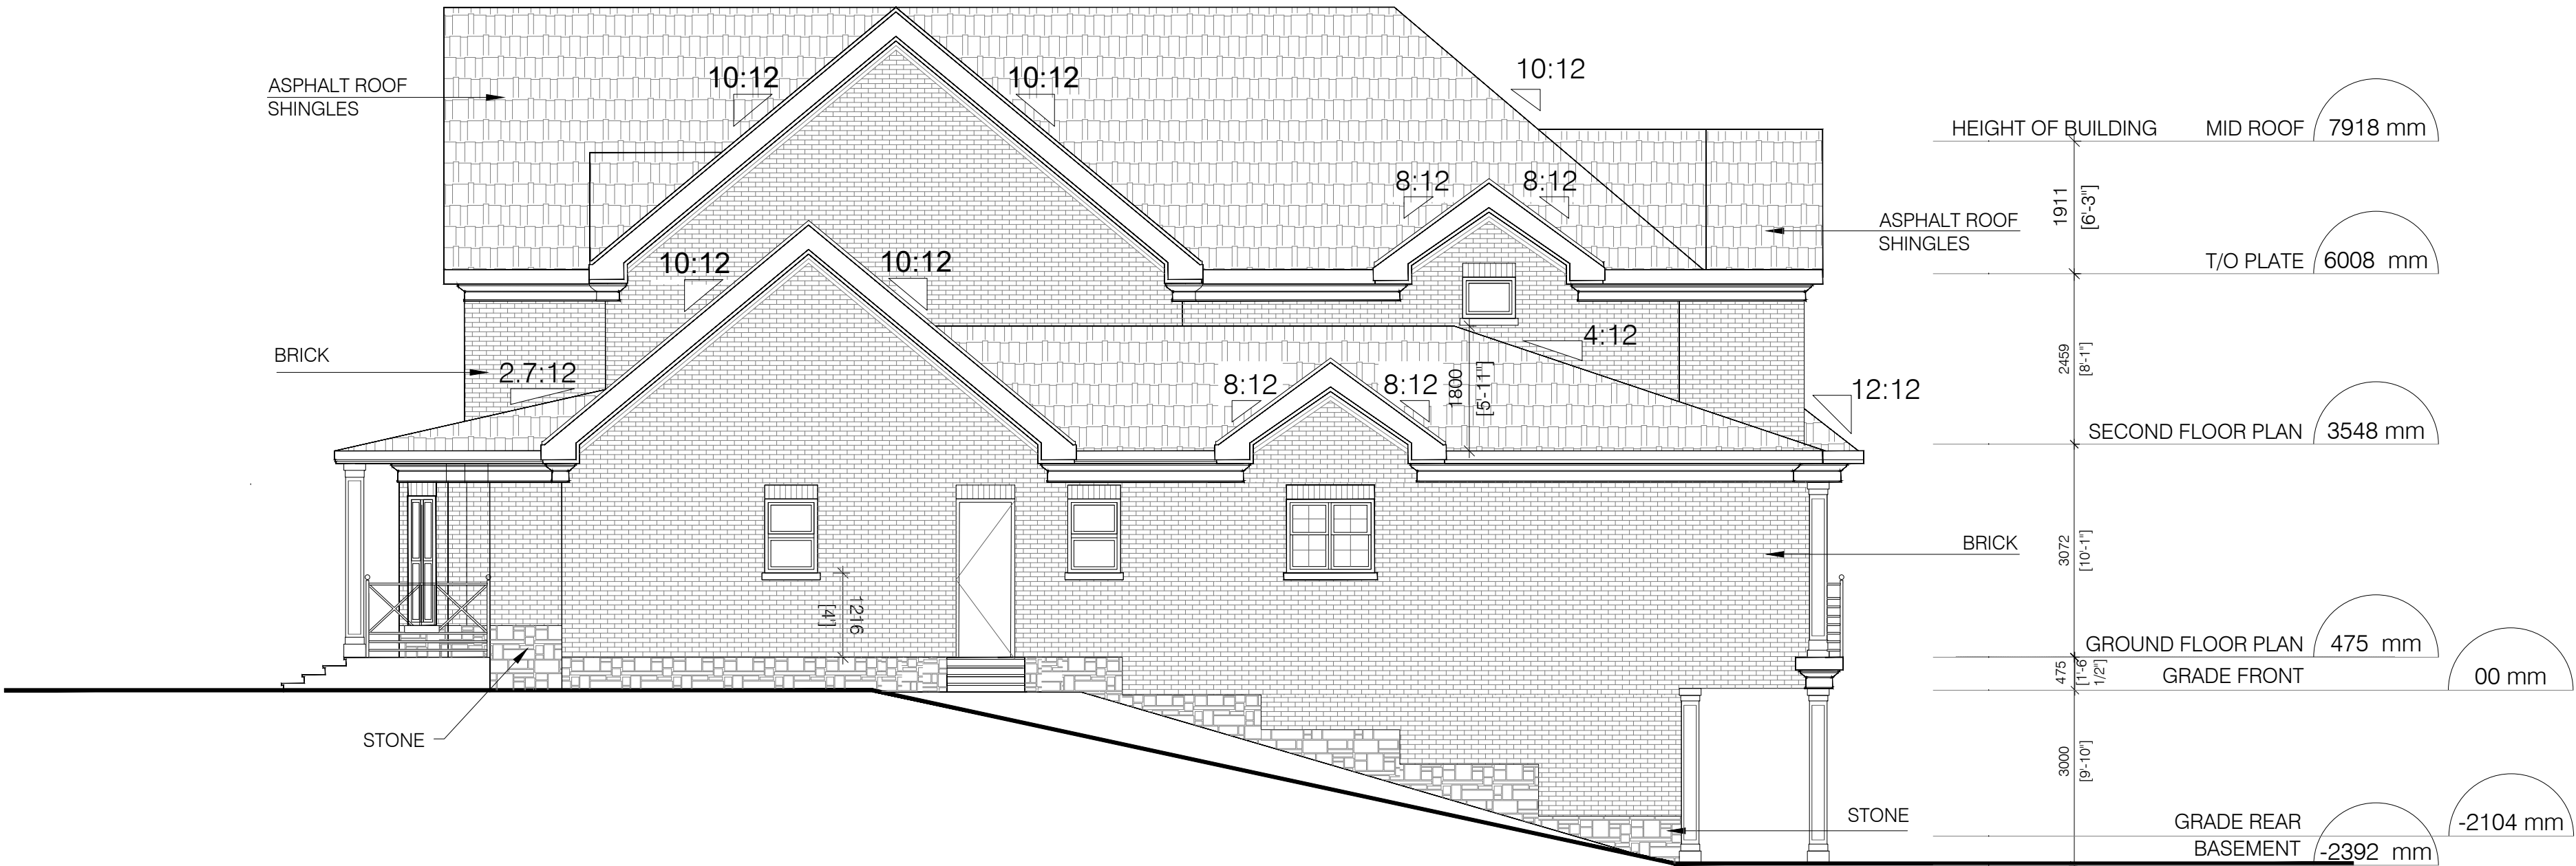 10:12
10:12
10:12
ASPHALT ROOF
SHINGLES
HEIGHT OF BUILDING MID ROOF 7918 mm
8:12
8:12
1911
[6'-3"]
ASPHALT ROOF
SHINGLES
10:12
10:12
T/O PLATE 6008 mm
4:12
BRICK
2.7:12
8:12
8:12
1800
[5'-11"]
12:12
2459
[8'-1"]
SECOND FLOOR PLAN 3548 mm
BRICK
3072
[10'-1"]
1216
[4']
GROUND FLOOR PLAN 475 mm
475
[1'-6"
1/2"]
GRADE FRONT 00 mm
STONE
3000
[9'-10"]
STONE
GRADE REAR -2104 mm
BASEMENT -2392 mm